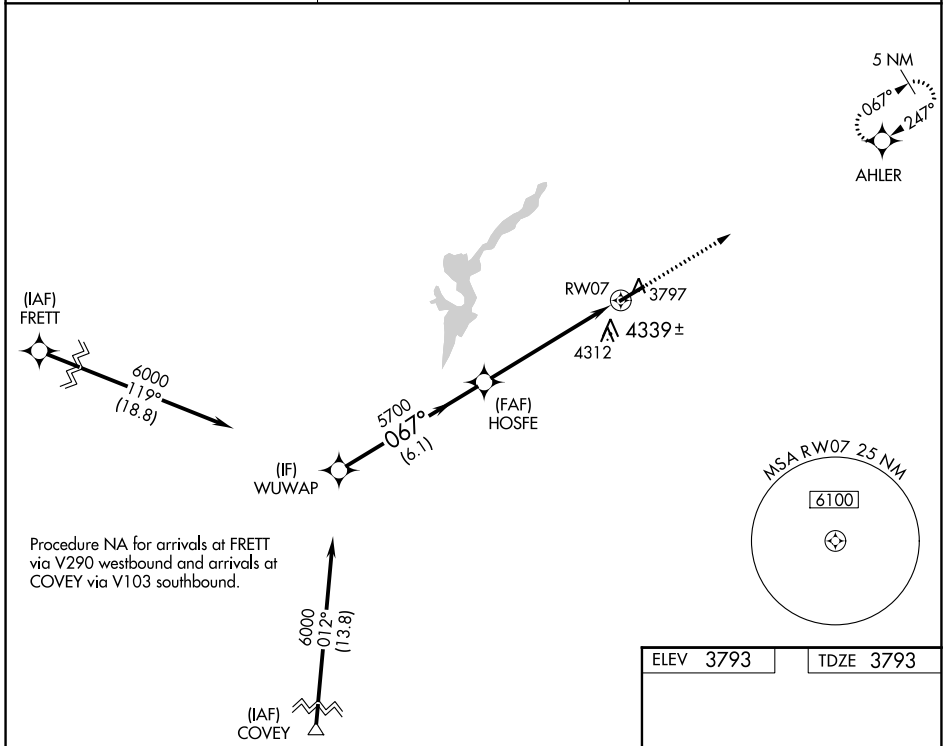 5 NM
067°
247°
AHLER
RW07
3797
4312
4339±
(IAF)
FRETT
6000
119°
(18.8)
(FAF)
HOSFE
5700
067°
(6.1)
(IF)
WUWAP
MSA RW07 25 NM
6100
Procedure NA for arrivals at FRETT
via V290 westbound and arrivals at
COVEY via V103 southbound.
6000
012°
(13.8)
(IAF)
COVEY
ELEV 3793
TDZE 3793